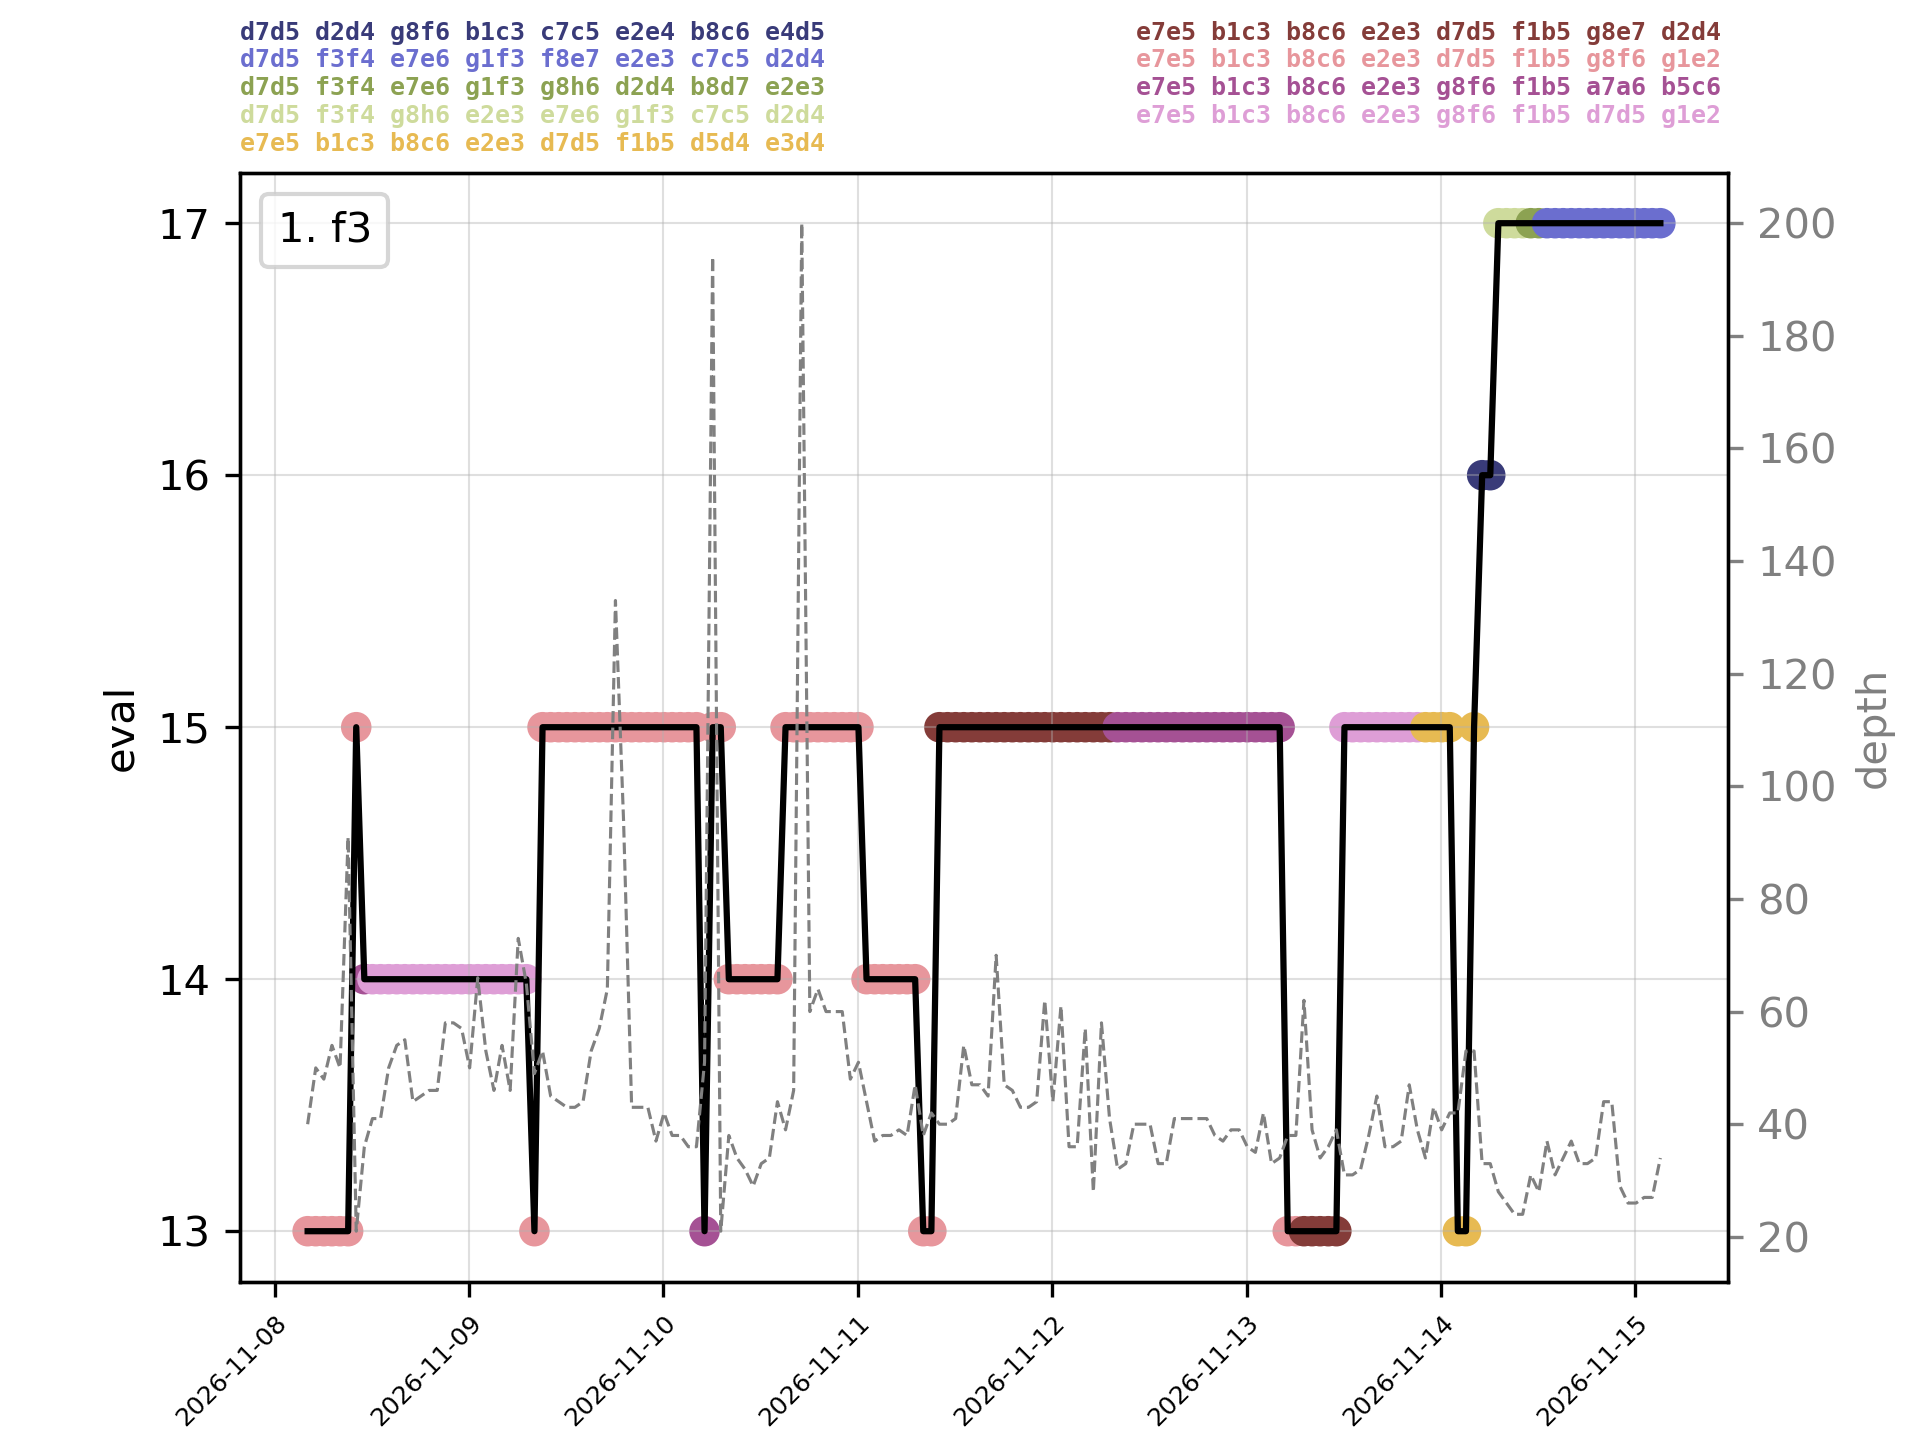 d7d5 d2d4 g8f6 b1c3 c7c5 e2e4 b8c6 e4d5
d7d5 f3f4 e7e6 g1f3 f8e7 e2e3 c7c5 d2d4
d7d5 f3f4 e7e6 g1f3 g8h6 d2d4 b8d7 e2e3
d7d5 f3f4 g8h6 e2e3 e7e6 g1f3 c7c5 d2d4
e7e5 b1c3 b8c6 e2e3 d7d5 f1b5 d5d4 e3d4
e7e5 b1c3 b8c6 e2e3 d7d5 f1b5 g8e7 d2d4
e7e5 b1c3 b8c6 e2e3 d7d5 f1b5 g8f6 g1e2
e7e5 b1c3 b8c6 e2e3 g8f6 f1b5 a7a6 b5c6
e7e5 b1c3 b8c6 e2e3 g8f6 f1b5 d7d5 g1e2
1. f3
eval
17
16
15
14
13
200
180
160
140
120
100
80
60
40
20
depth
2026-11-08
2026-11-09
2026-11-10
2026-11-11
2026-11-12
2026-11-13
2026-11-14
2026-11-15